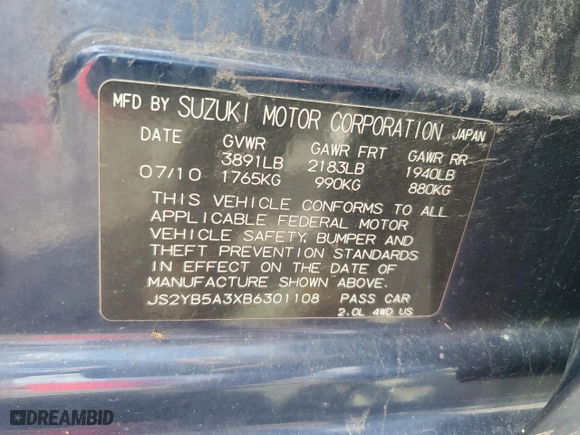 MFD BY SUZUKI MOTOR CORPORATION JAPAN
DATE GVWR GAWR FRT GAWR RR
3891LB 2183LB 1940LB
07/10 1765KG 990KG 880KG
THIS VEHICLE CONFORMS TO ALL
APPLICABLE FEDERAL MOTOR
VEHICLE SAFETY, BUMPER AND
THEFT PREVENTION STANDARDS
IN EFFECT ON THE DATE OF
MANUFACTURE SHOWN ABOVE.
JS2YB5A3XB6301108 PASS CAR
2.0L 4WD US
DREAMBID